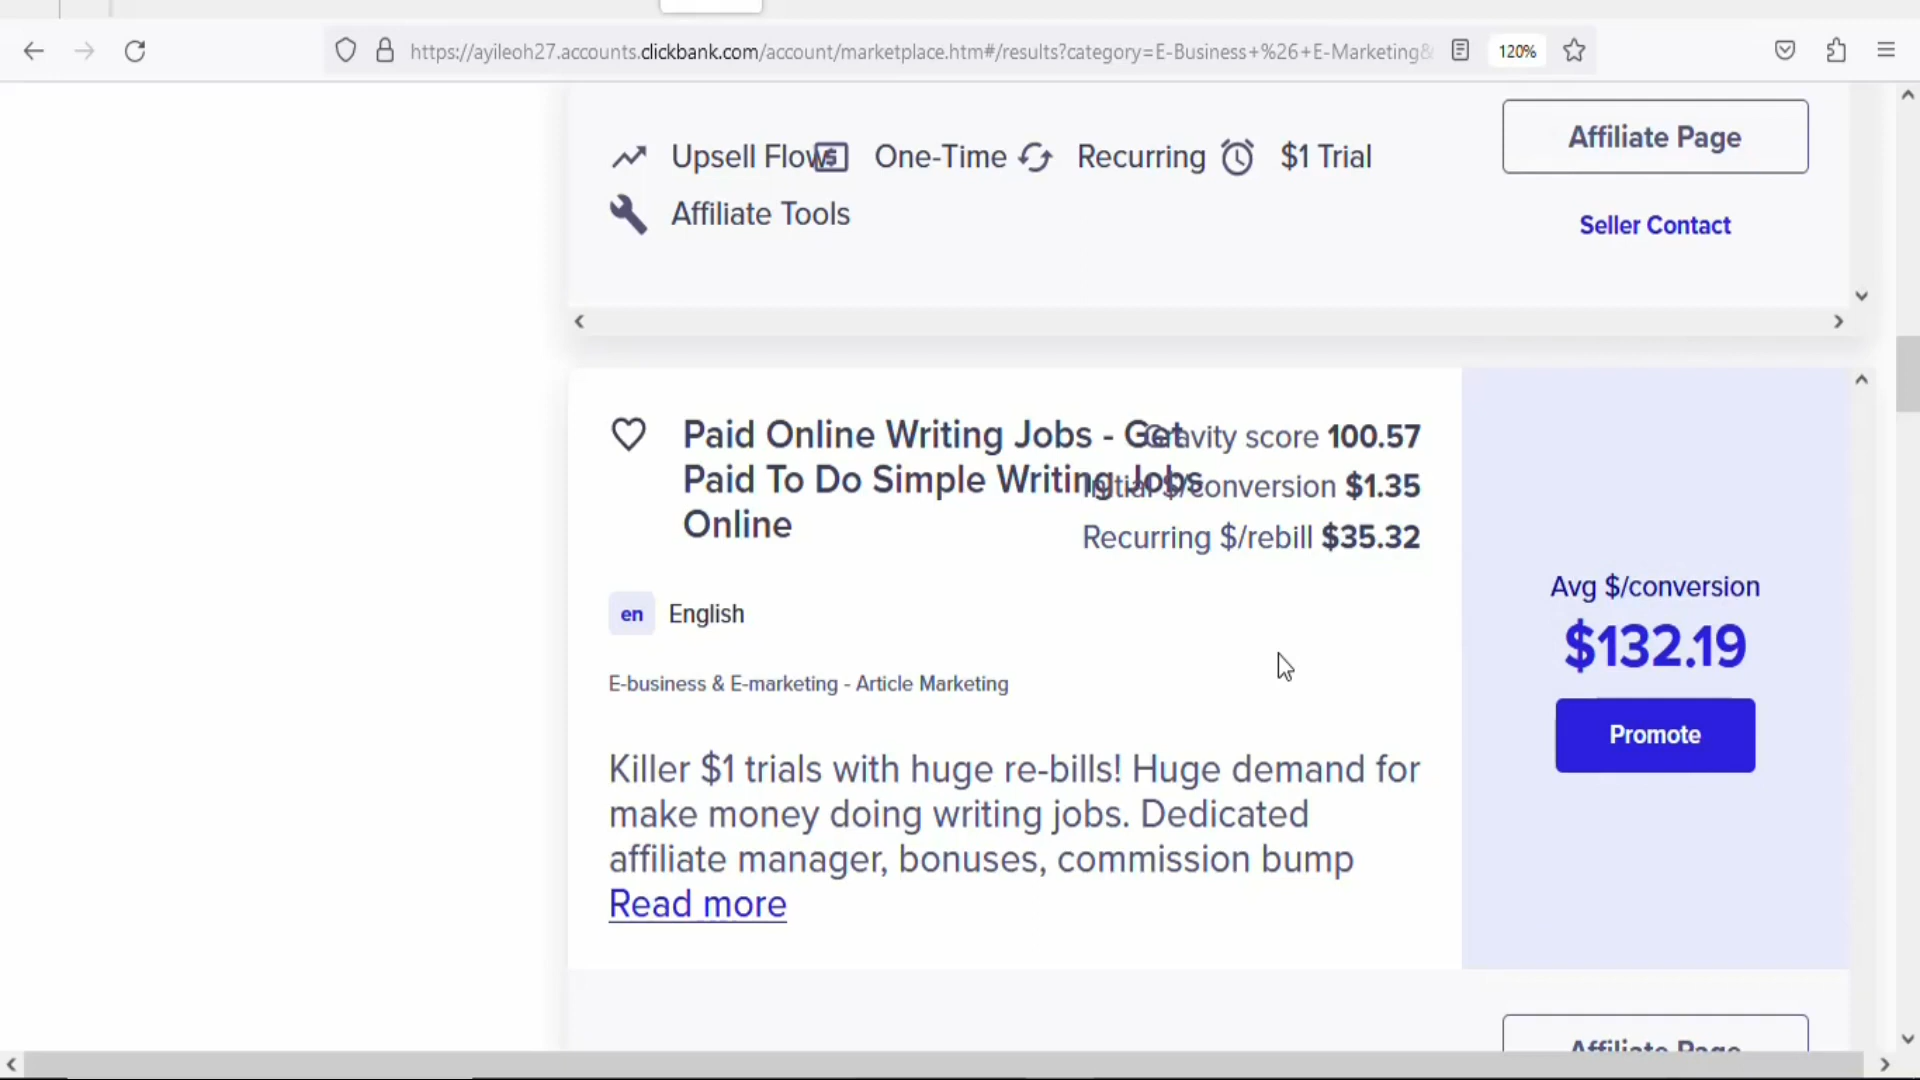 https://ayileoh27.accounts.clickbank.com/account/marketplace.htm#/results?category=E-Business+%26+E-Marketing&
120%
Upsell Flow One-Time Recurring $1 Trial
Affiliate Tools
Affiliate Page
Seller Contact
Paid Online Writing Jobs - Get
Paid To Do Simple Writing Jobs
Online
Gravity score 100.57
Initial $/conversion $1.35
Recurring $/rebill $35.32
en English
E-business & E-marketing - Article Marketing
Killer $1 trials with huge re-bills! Huge demand for
make money doing writing jobs. Dedicated
affiliate manager, bonuses, commission bump
Read more
Avg $/conversion
$132.19
Promote
Affiliate Page